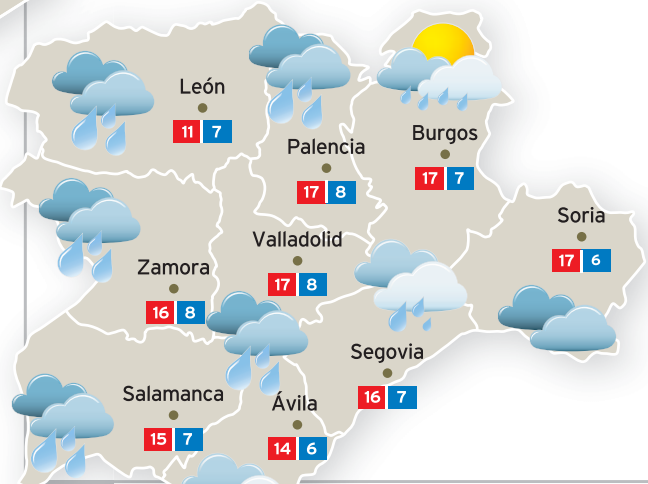 León
11 7
Palencia
17 8
Burgos
17 7
Soria
17 6
Valladolid
17 8
Zamora
16 8
Segovia
16 7
Salamanca
15 7
Ávila
14 6